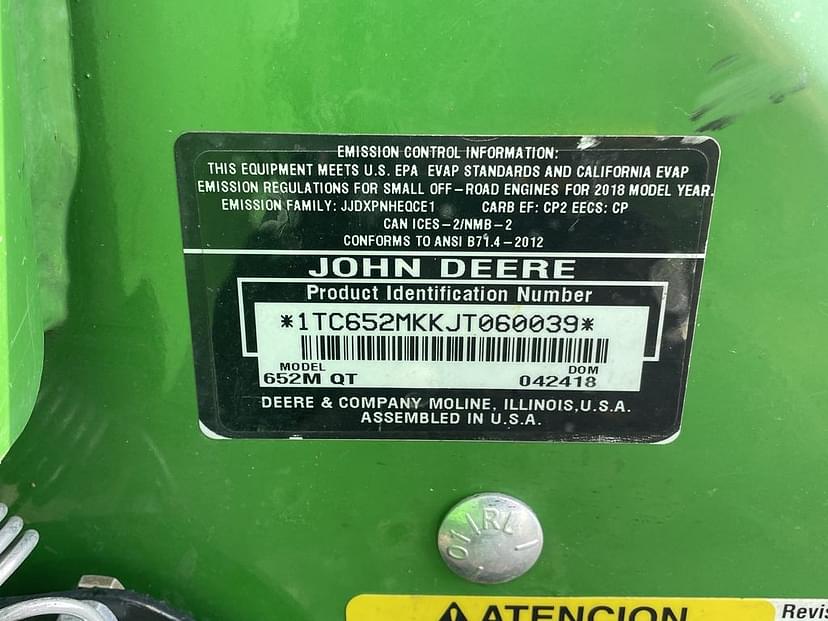 EMISSION CONTROL INFORMATION:
THIS EQUIPMENT MEETS U.S. EPA EVAP STANDARDS AND CALIFORNIA EVAP
EMISSION REGULATIONS FOR SMALL OFF-ROAD ENGINES FOR 2018 MODEL YEAR.
EMISSION FAMILY: JJDXPNHEQCE1 CARB EF: CP2 EECS: CP
CAN ICES-2/NMB-2
CONFORMS TO ANSI B71.4-2012
JOHN DEERE
Product Identification Number
*1TC652MKKJT060039*
MODEL DOM
652M QT 042418
DEERE & COMPANY MOLINE, ILLINOIS, U.S.A.
ASSEMBLED IN U.S.A.
01 RL
ATENCION